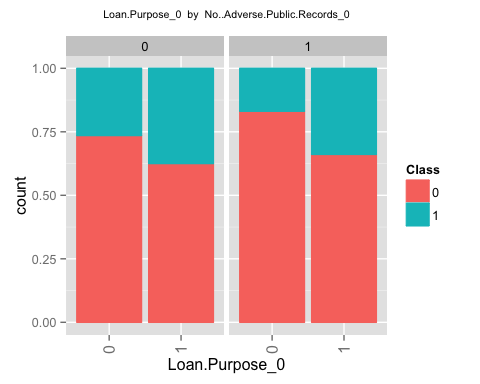 Loan.Purpose_0 by No..Adverse.Public.Records_0
0 1
1.00
0.75
0.50
0.25
0.00
count
0 1 0 1
Loan.Purpose_0
Class
0
1